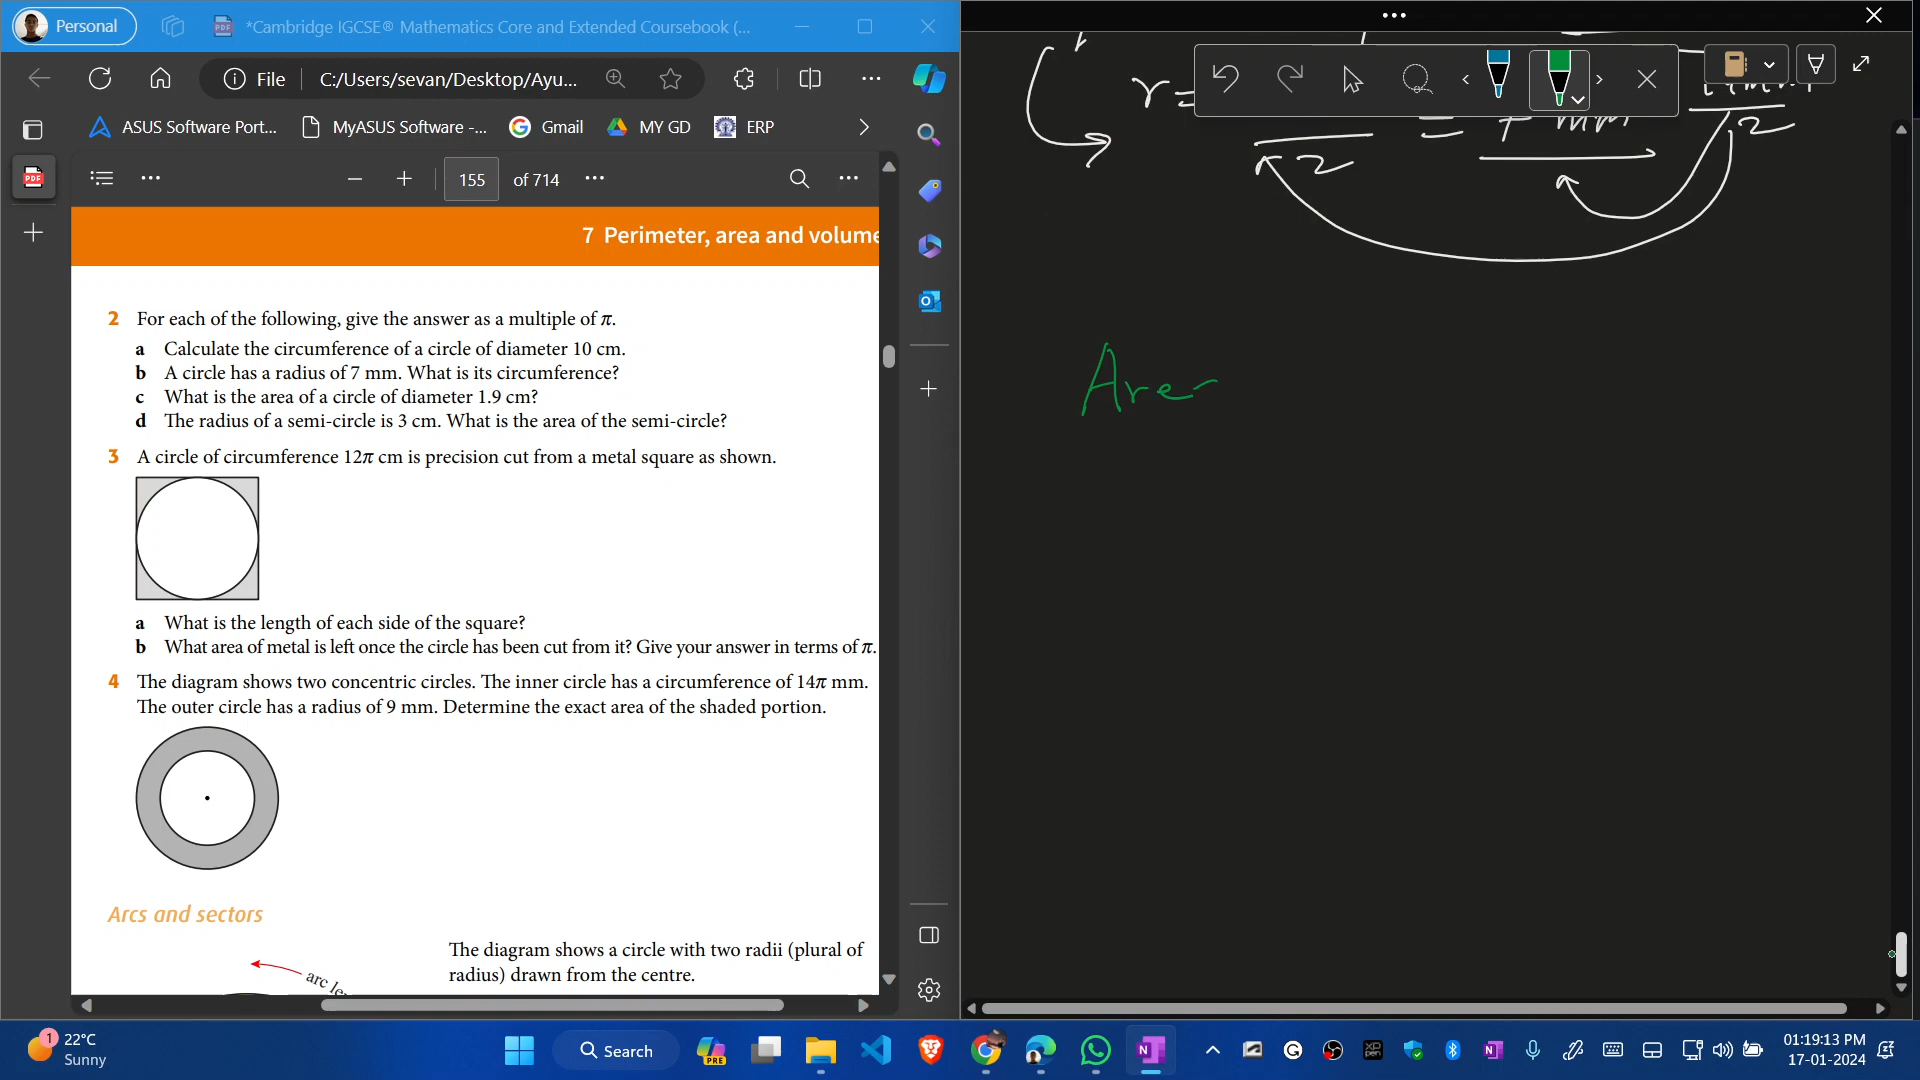 Personal
*Cambridge IGCSE® Mathematics Core and Extended Coursebook (...
File
C:/Users/sevan/Desktop/Ayu...
ASUS Software Port...
MyASUS Software -...
Gmail
MY GD
ERP
155 of 714
7 Perimeter, area and volume
2 For each of the following, give the answer as a multiple of π.
a Calculate the circumference of a circle of diameter 10 cm.
b A circle has a radius of 7 mm. What is its circumference?
c What is the area of a circle of diameter 1.9 cm?
d The radius of a semi-circle is 3 cm. What is the area of the semi-circle?
3 A circle of circumference 12π cm is precision cut from a metal square as shown.
a What is the length of each side of the square?
b What area of metal is left once the circle has been cut from it? Give your answer in terms of π.
4 The diagram shows two concentric circles. The inner circle has a circumference of 14π mm.
The outer circle has a radius of 9 mm. Determine the exact area of the shaded portion.
Arcs and sectors
The diagram shows a circle with two radii (plural of
radius) drawn from the centre.
arc le
r =
2
= 7 mm
2
Are
1
22°C
Sunny
Search
PRE
01:19:13 PM
17-01-2024